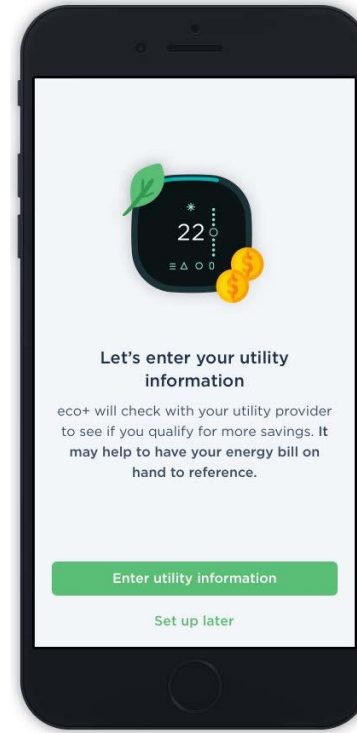 22
Let's enter your utility
information
eco+ will check with your utility provider
to see if you qualify for more savings. It
may help to have your energy bill on
hand to reference.
Enter utility information
Set up later